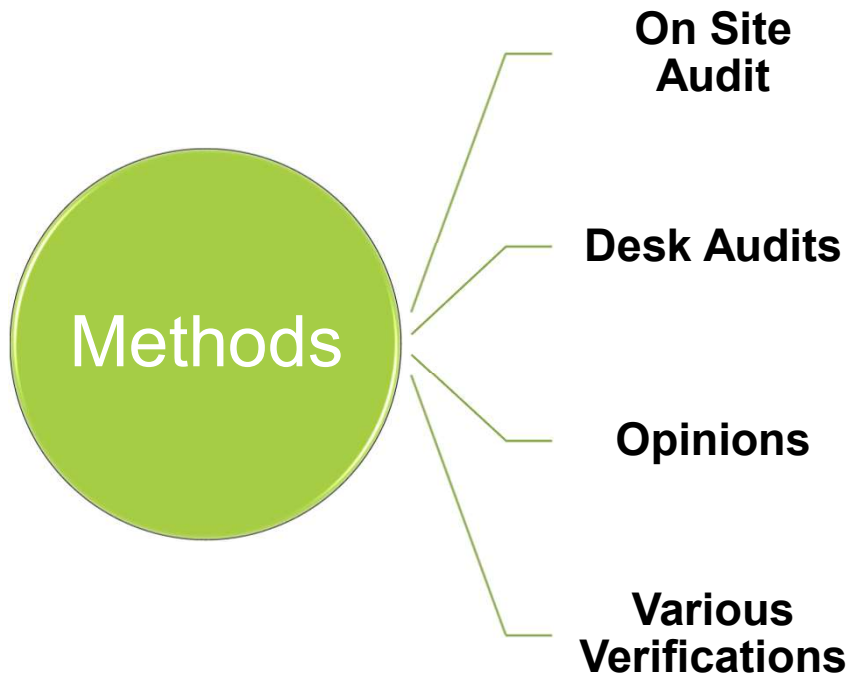 Methods
On Site
Audit
Desk Audits
Opinions
Various
Verifications